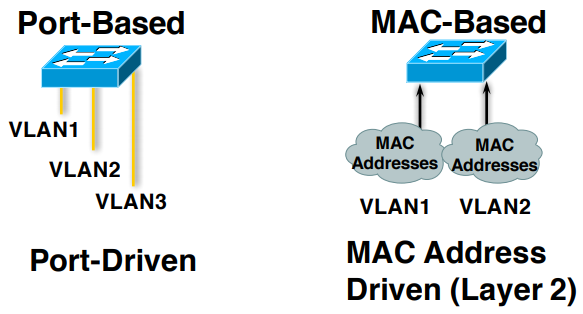 Port-Based
VLAN1
VLAN2
VLAN3
Port-Driven
MAC-Based
MAC
Addresses
MAC
Addresses
VLAN1
VLAN2
MAC Address
Driven (Layer 2)